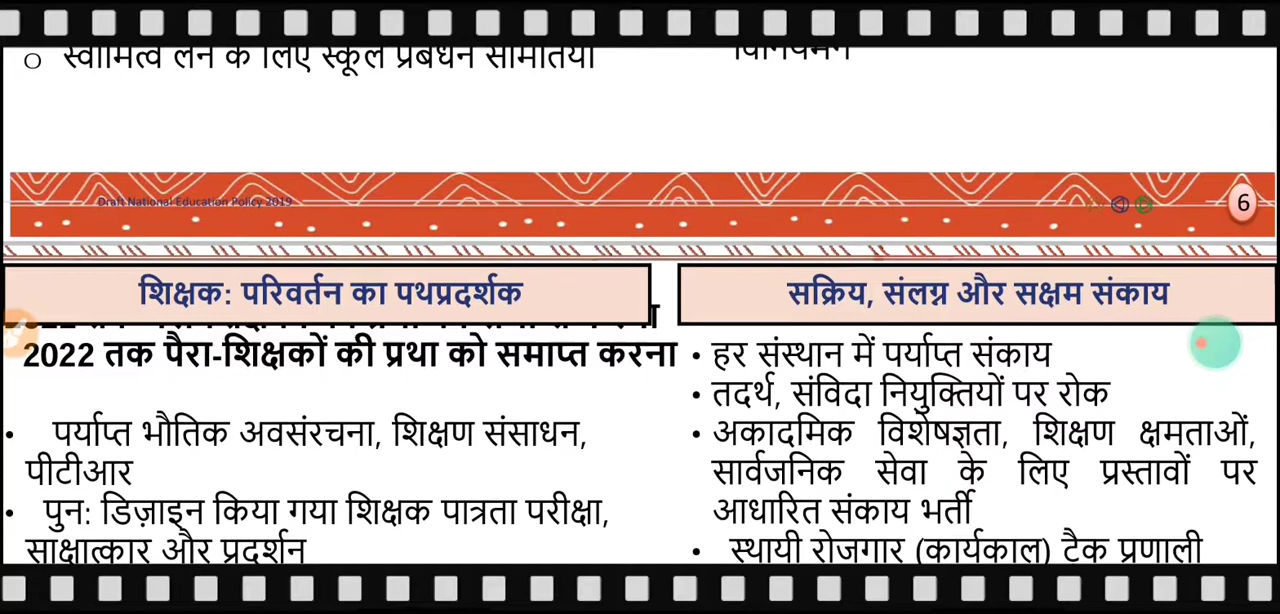 o स्वामित्व लेने के लिए स्कूल प्रबंधन समितियाँ
विनियमन
Draft National Education Policy 2019
6
शिक्षक: परिवर्तन का पथप्रदर्शक
2022 तक पैरा-शिक्षकों की प्रथा को समाप्त करना
• पर्याप्त भौतिक अवसंरचना, शिक्षण संसाधन,
पीटीआर
• पुन: डिज़ाइन किया गया शिक्षक पात्रता परीक्षा,
साक्षात्कार और प्रदर्शन
सक्रिय, संलग्न और सक्षम संकाय
• हर संस्थान में पर्याप्त संकाय
• तदर्थ, संविदा नियुक्तियों पर रोक
• अकादमिक विशेषज्ञता, शिक्षण क्षमताओं,
सार्वजनिक सेवा के लिए प्रस्तावों पर
आधारित संकाय भर्ती
• स्थायी रोजगार (कार्यकाल) टैक प्रणाली